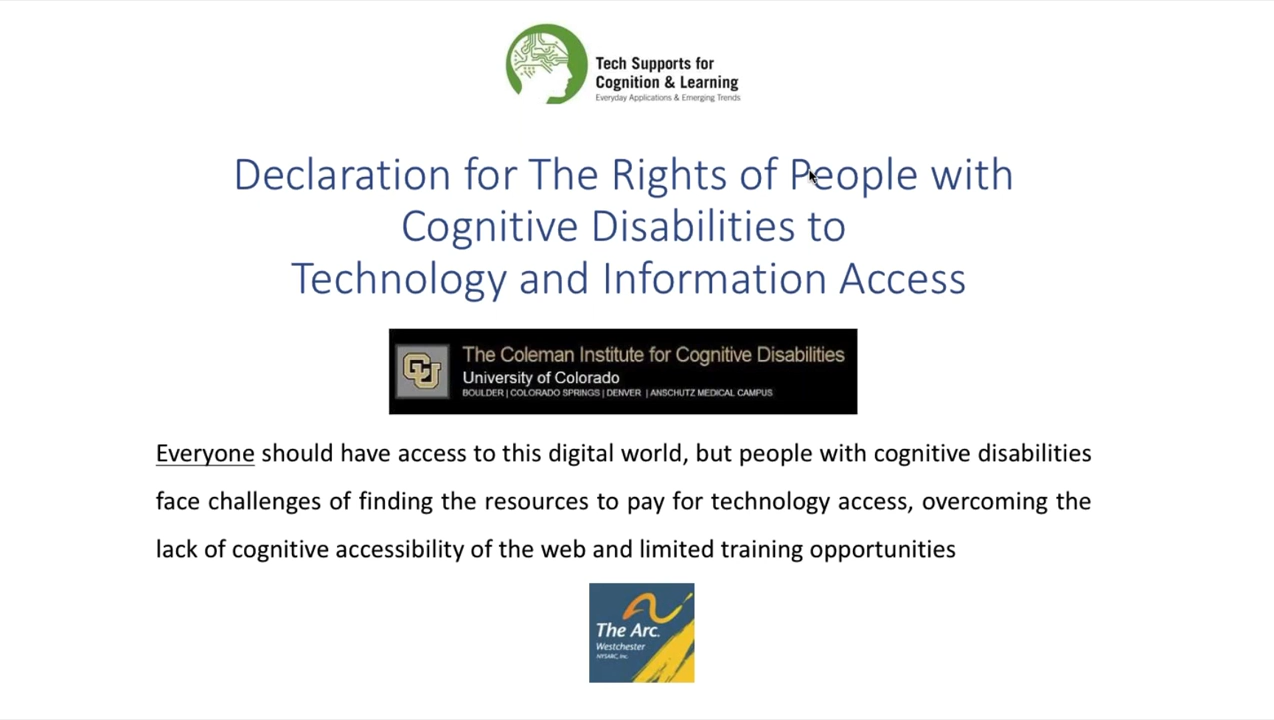 Tech Supports for
Cognition & Learning
Everyday Applications & Emerging Trends
Declaration for The Rights of People with
Cognitive Disabilities to
Technology and Information Access
CU
The Coleman Institute for Cognitive Disabilities
University of Colorado
BOULDER | COLORADO SPRINGS | DENVER | ANSCHUTZ MEDICAL CAMPUS
Everyone should have access to this digital world, but people with cognitive disabilities
face challenges of finding the resources to pay for technology access, overcoming the
lack of cognitive accessibility of the web and limited training opportunities
The Arc.
Westchester
NYSARC, Inc.